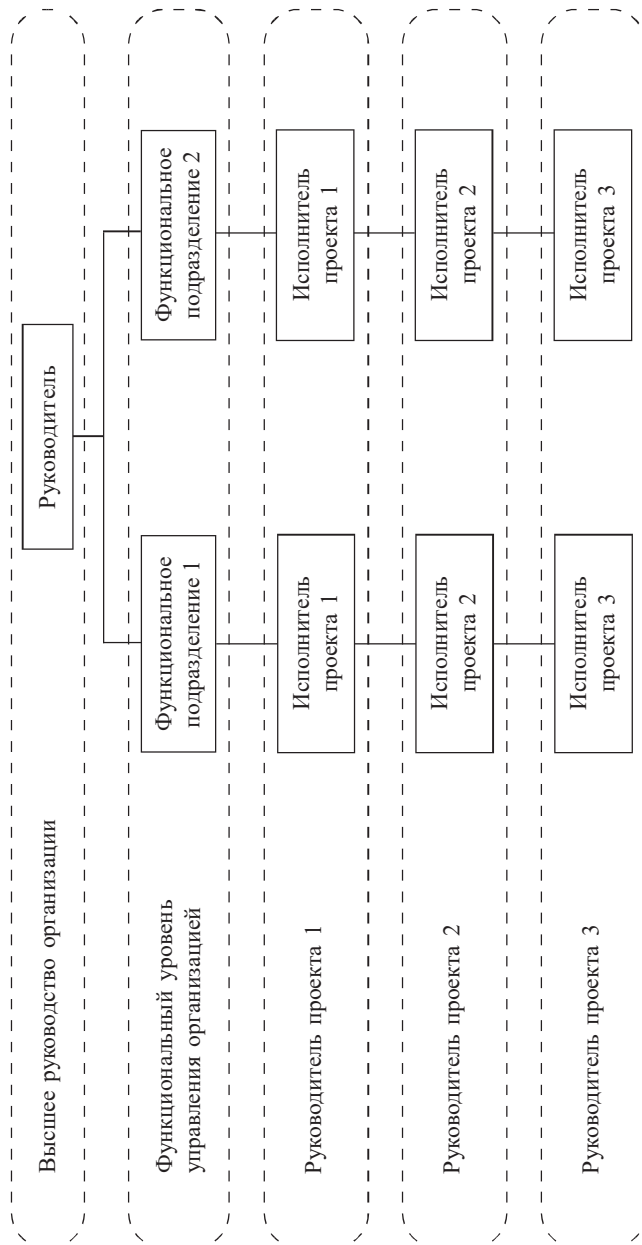 Высшее руководство организации
Руководитель
Функциональный уровень
управления организацией
Функциональное
подразделение 1
Функциональное
подразделение 2
Руководитель проекта 1
Исполнитель
проекта 1
Исполнитель
проекта 1
Руководитель проекта 2
Исполнитель
проекта 2
Исполнитель
проекта 2
Руководитель проекта 3
Исполнитель
проекта 3
Исполнитель
проекта 3